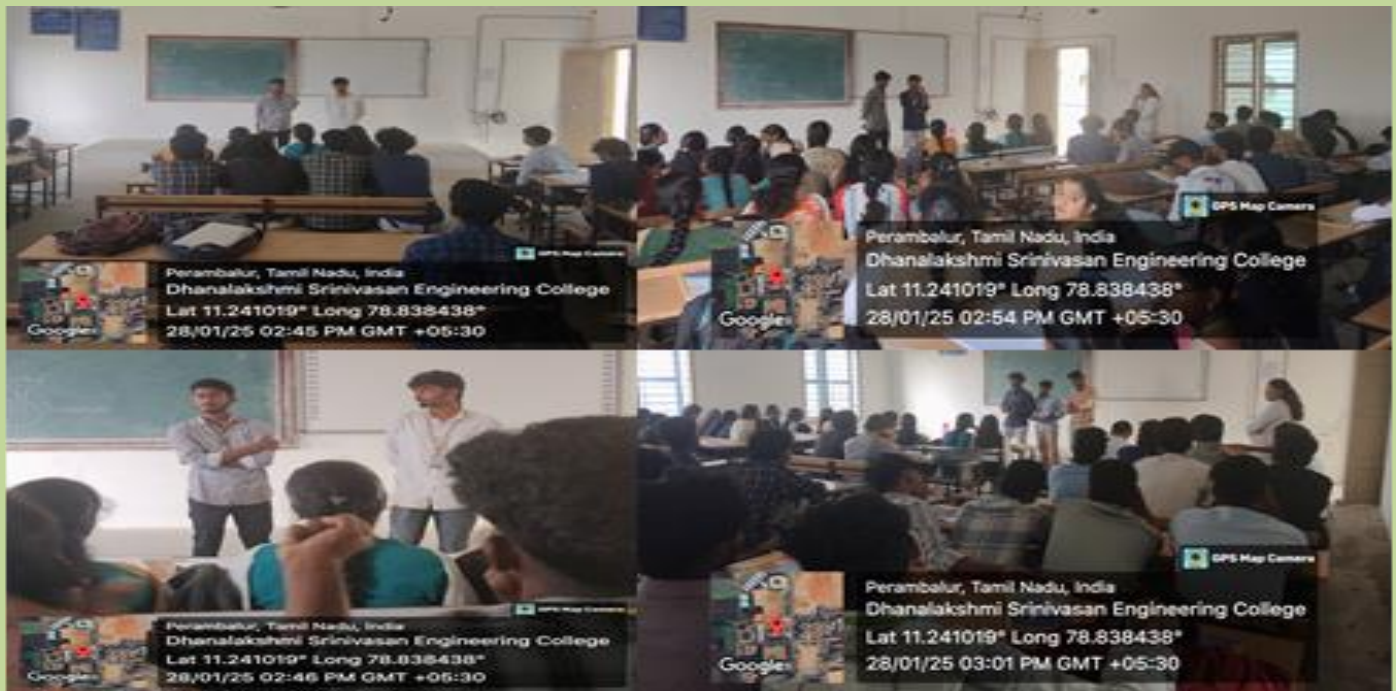 GPS Map Camera
Perambalur, Tamil Nadu, India
Dhanalakshmi Srinivasan Engineering College
Lat 11.241019° Long 78.838438°
28/01/25 02:45 PM GMT +05:30
Google
GPS Map Camera
Perambalur, Tamil Nadu, India
Dhanalakshmi Srinivasan Engineering College
Lat 11.241019° Long 78.838438°
28/01/25 02:54 PM GMT +05:30
Google
GPS Map Camera
Perambalur, Tamil Nadu, India
Dhanalakshmi Srinivasan Engineering College
Lat 11.241019° Long 78.838438°
28/01/25 02:46 PM GMT +05:30
Google
GPS Map Camera
Perambalur, Tamil Nadu, India
Dhanalakshmi Srinivasan Engineering College
Lat 11.241019° Long 78.838438°
28/01/25 03:01 PM GMT +05:30
Google